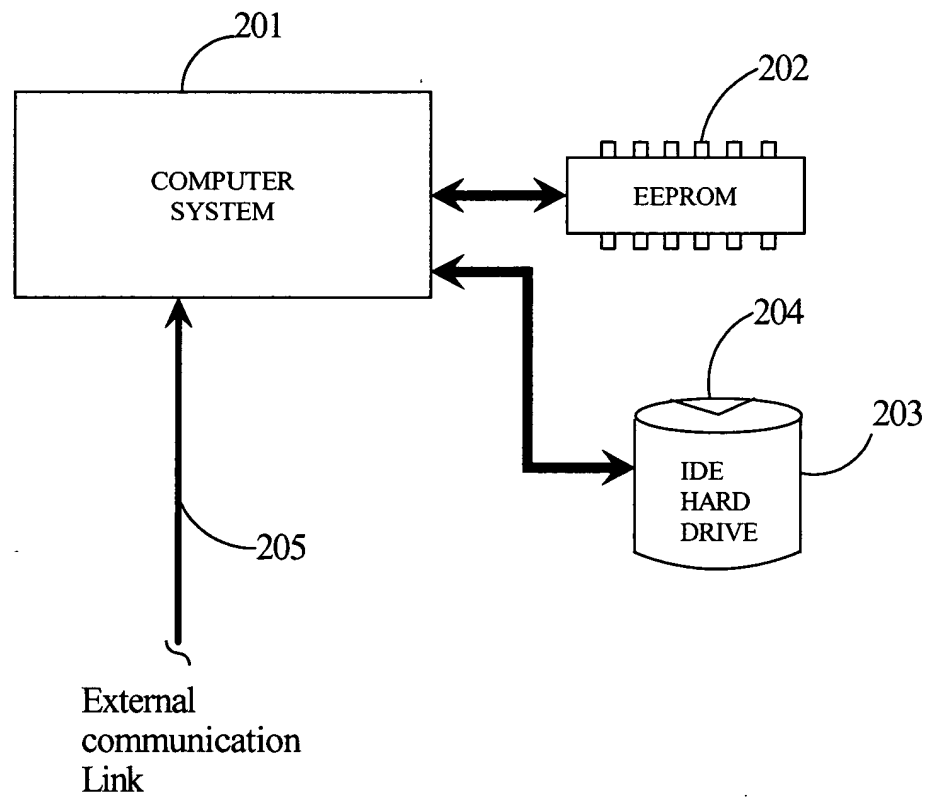 201
202
COMPUTER
SYSTEM
EEPROM
204
203
IDE
HARD
DRIVE
205
External
communication
Link